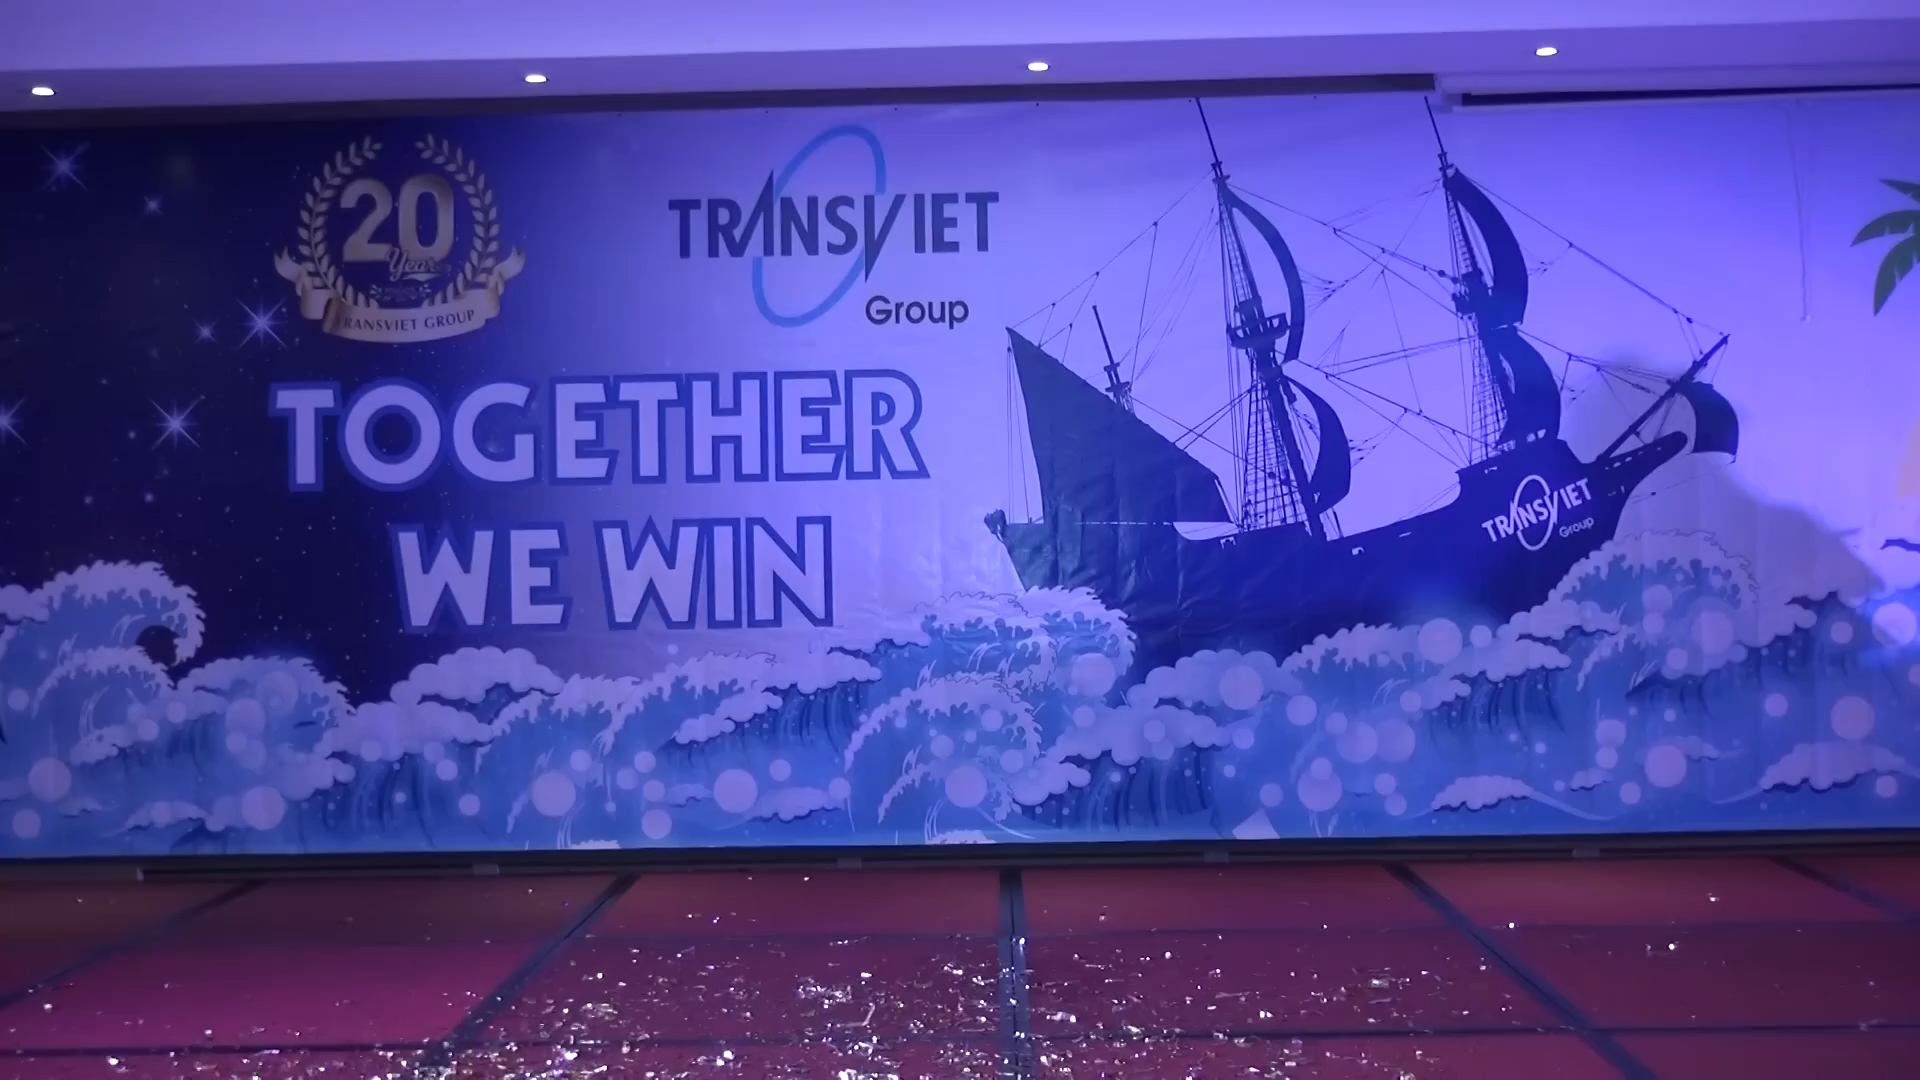 20
Years
TRANSVIET GROUP
TRANSVIET
Group
TOGETHER
WE WIN
TRANSVIET
Group